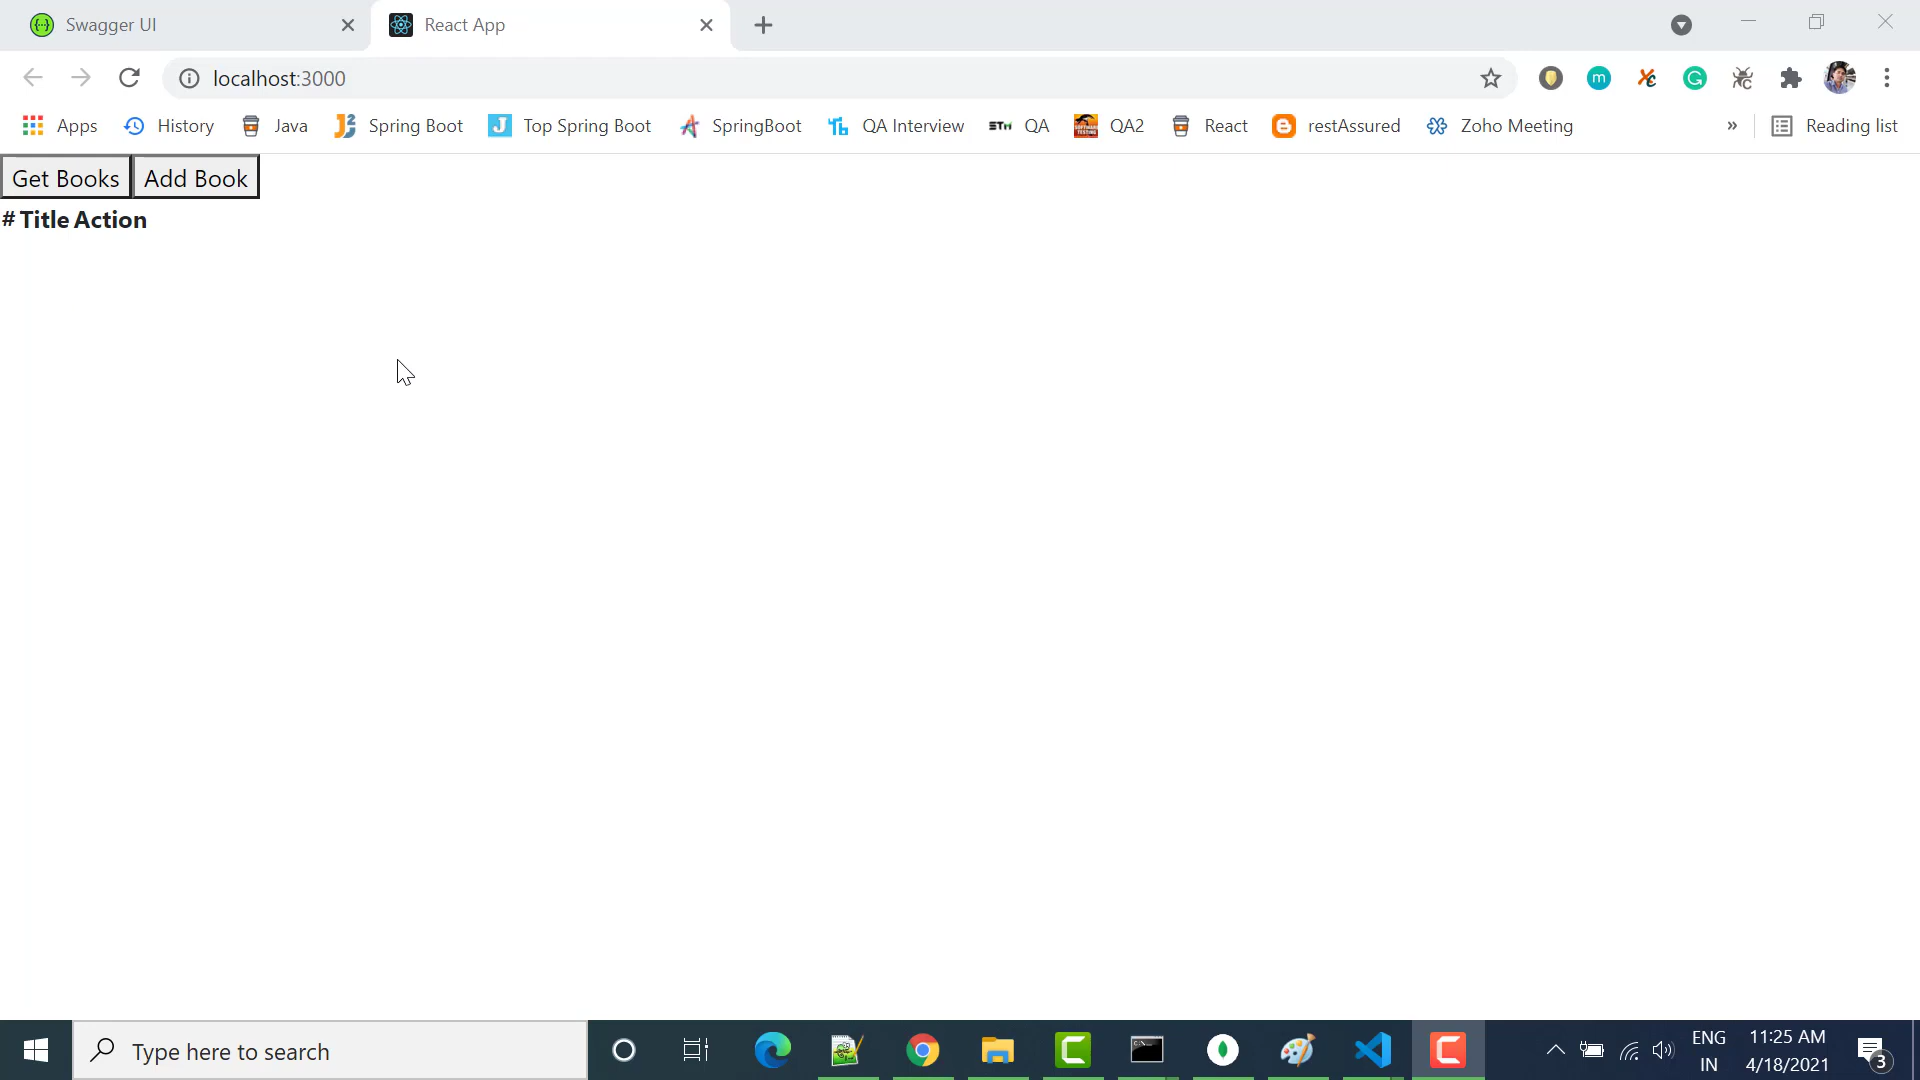 Swagger UI
React App
localhost:3000
Apps History Java Spring Boot Top Spring Boot SpringBoot QA Interview QA QA2 React restAssured Zoho Meeting » Reading list
Get Books Add Book
# Title Action
Type here to search
ENG
IN
11:25 AM
4/18/2021
3